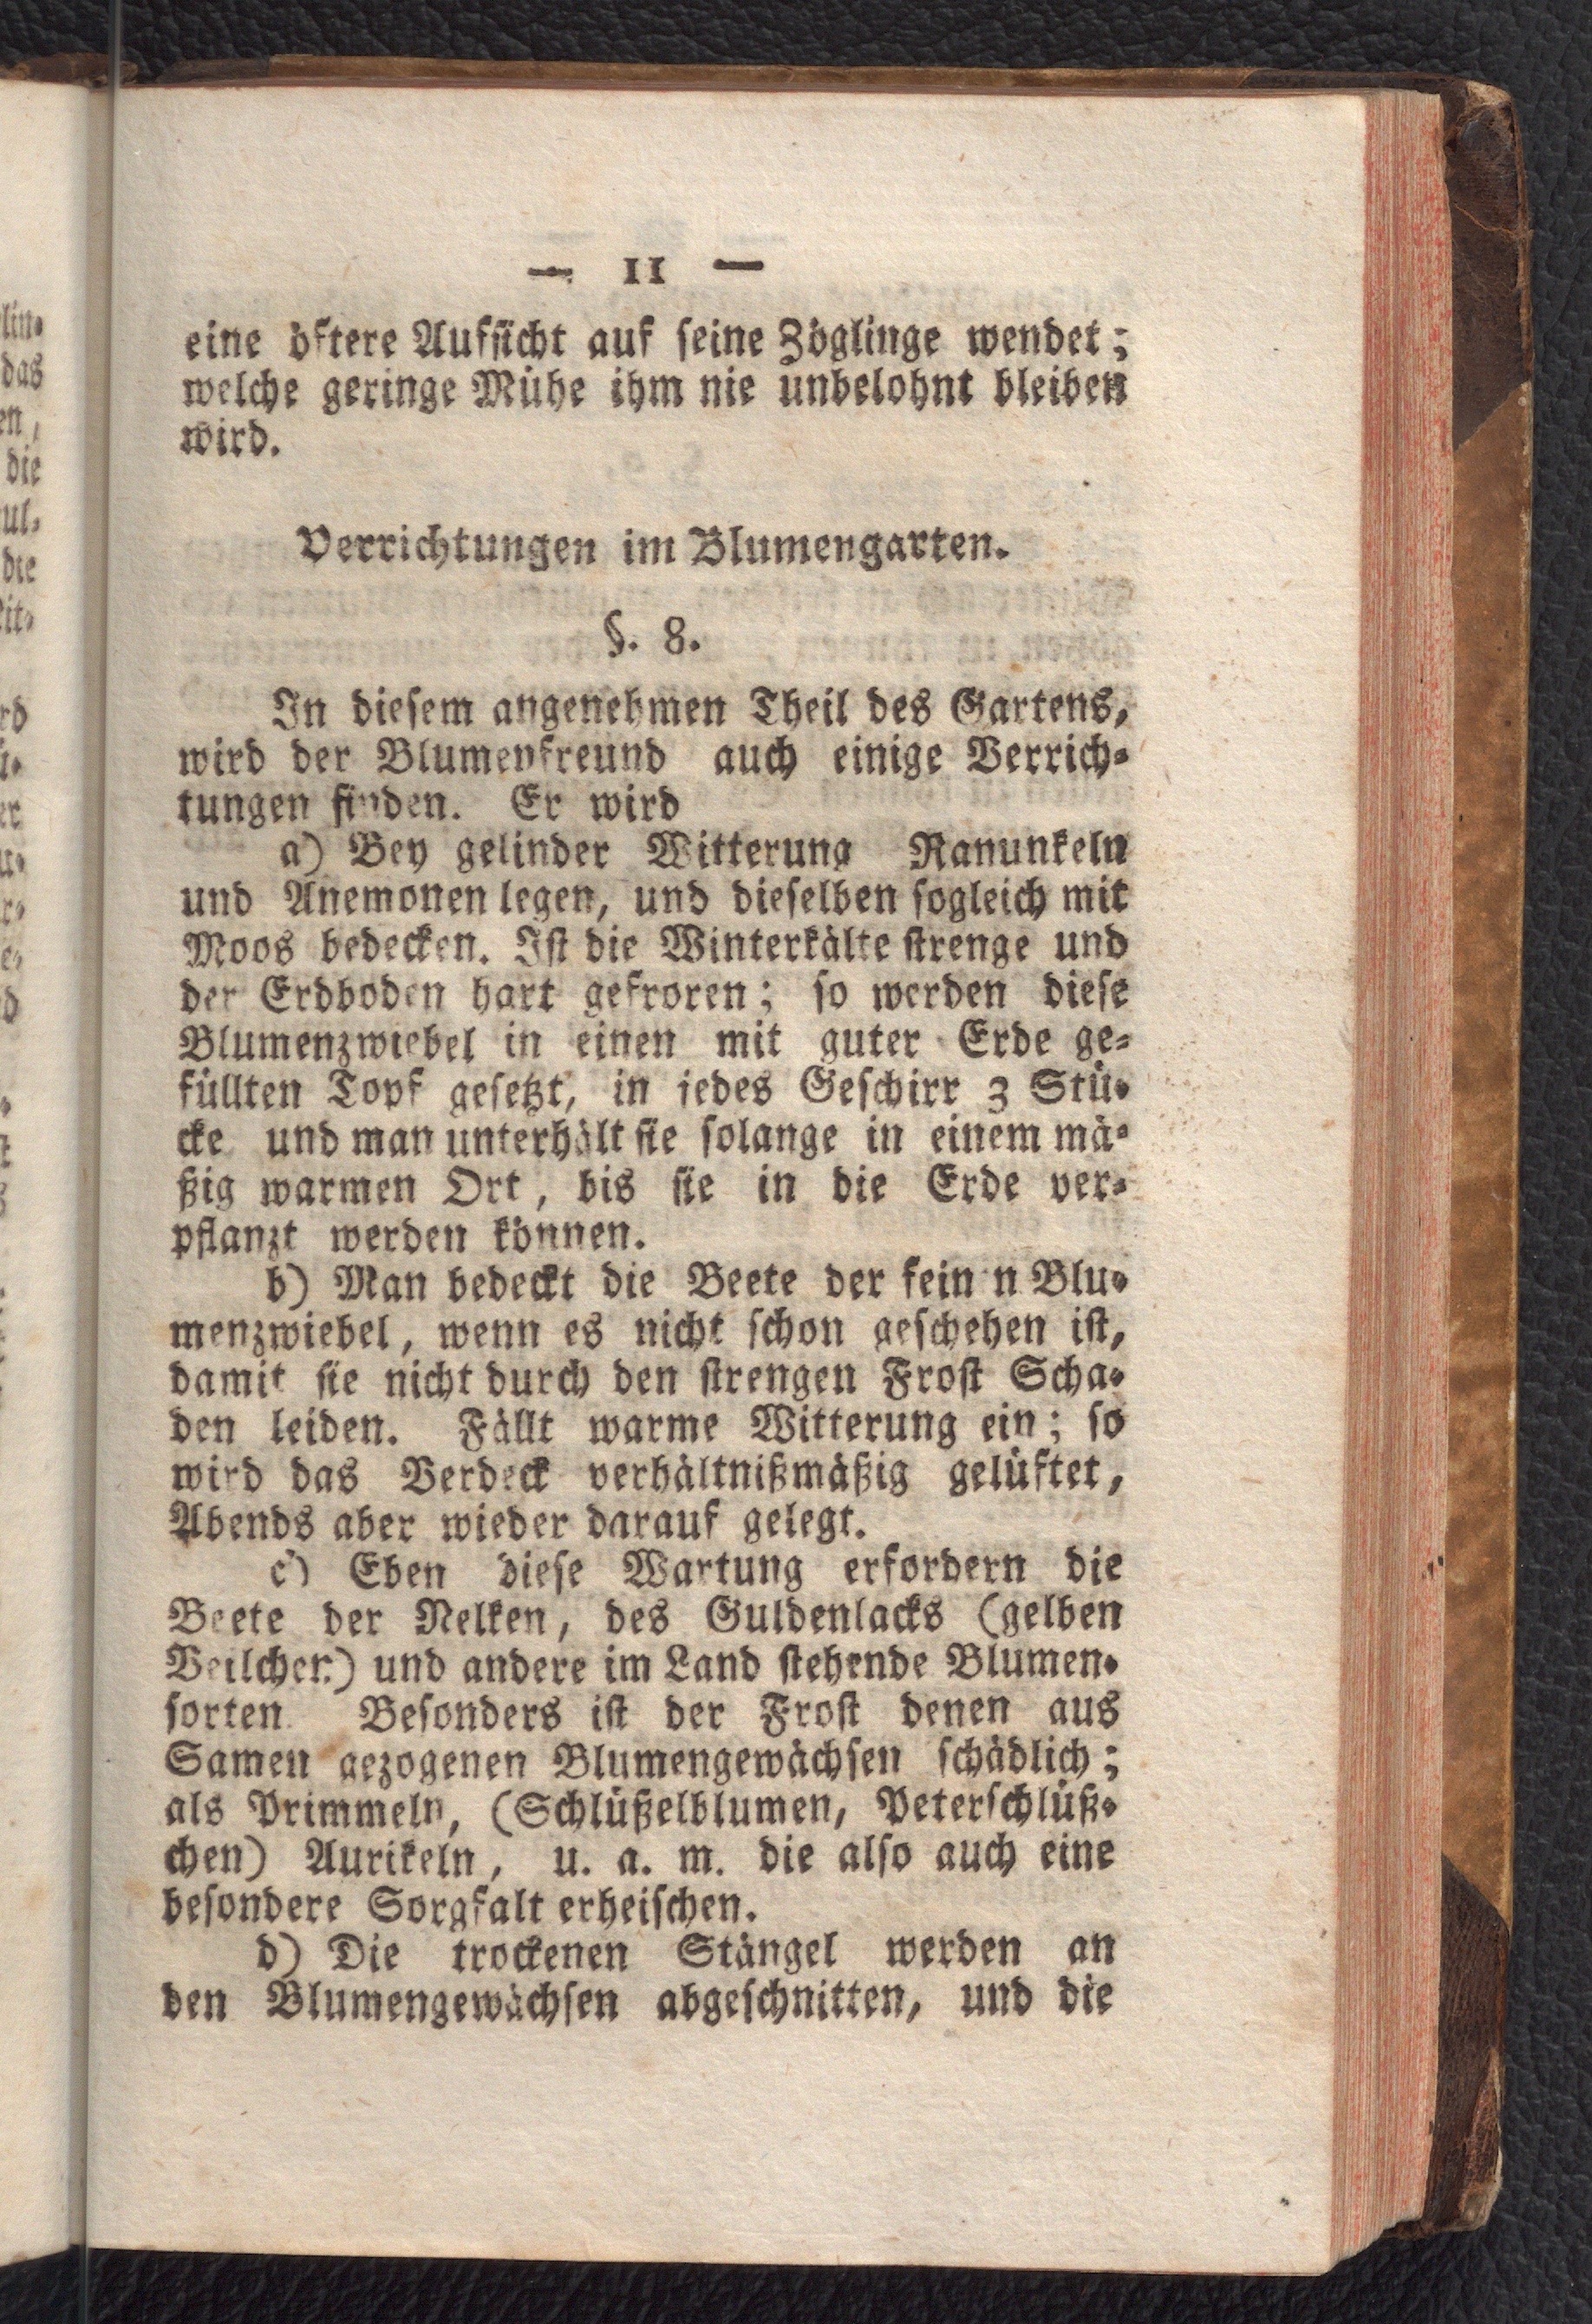 — 11 —
eine öftere Aufsicht auf seine Zöglinge wendet;
welche geringe Mühe ihm nie unbelohnt bleiben
wird.
Verrichtungen im Blumengarten.
§. 8.
In diesem angenehmen Theil des Gartens,
wird der Blumenfreund auch einige Verrich-
tungen finden. Er wird
a) Bey gelinder Witterung Ranunkeln
und Anemonen legen, und dieselben sogleich mit
Moos bedecken. Ist die Winterkälte strenge und
der Erdboden hart gefroren; so werden diese
Blumenzwiebel in einen mit guter Erde ge-
füllten Topf gesetzt, in jedes Geschirr 3 Stü-
cke und man unterhält sie solange in einem mä-
ßig warmen Ort, bis sie in die Erde ver-
pflanzt werden können.
b) Man bedeckt die Beete der fein n Blu-
menzwiebel, wenn es nicht schon geschehen ist,
damit sie nicht durch den strengen Frost Scha-
den leiden. Fällt warme Witterung ein; so
wird das Verdeck verhältnißmäßig gelüftet,
Abends aber wieder darauf gelegt.
c) Eben diese Wartung erfordern die
Beete der Nelken, des Guldenlacks (gelben
Veilchen) und andere im Land stehende Blumen-
sorten. Besonders ist der Frost denen aus
Samen gezogenen Blumengewächsen schädlich;
als Primmeln, (Schlüßelblumen, Peterschlüß-
chen) Aurikeln, u. a. m. die also auch eine
besondere Sorgfalt erheischen.
d) Die trockenen Stängel werden an
den Blumengewächsen abgeschnitten, und die